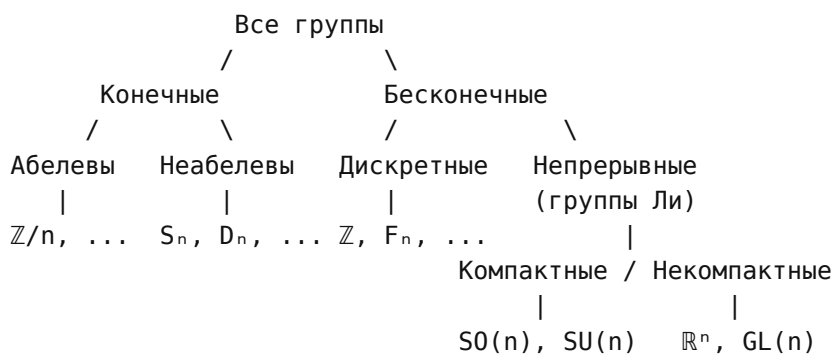 Все группы
/ \
Конечные Бесконечные
/ \ / \
Абелевы Неабелевы Дискретные Непрерывные
| | | (группы Ли)
ℤ/n, ... Sₙ, Dₙ, ... ℤ, Fₙ, ... |
Компактные / Некомпактные
| |
SO(n), SU(n) ℝⁿ, GL(n)